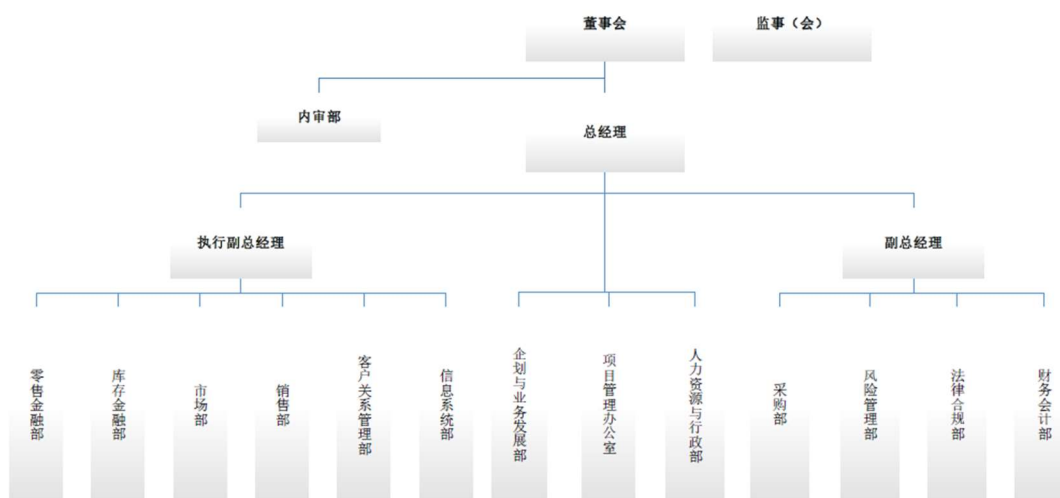 董事会
监事（会）
内审部
总经理
执行副总经理
副总经理
零售金融部
库存金融部
市场部
销售部
客户关系管理部
信息系统部
企划与业务发展部
项目管理办公室
人力资源与行政部
采购部
风险管理部
法律合规部
财务会计部